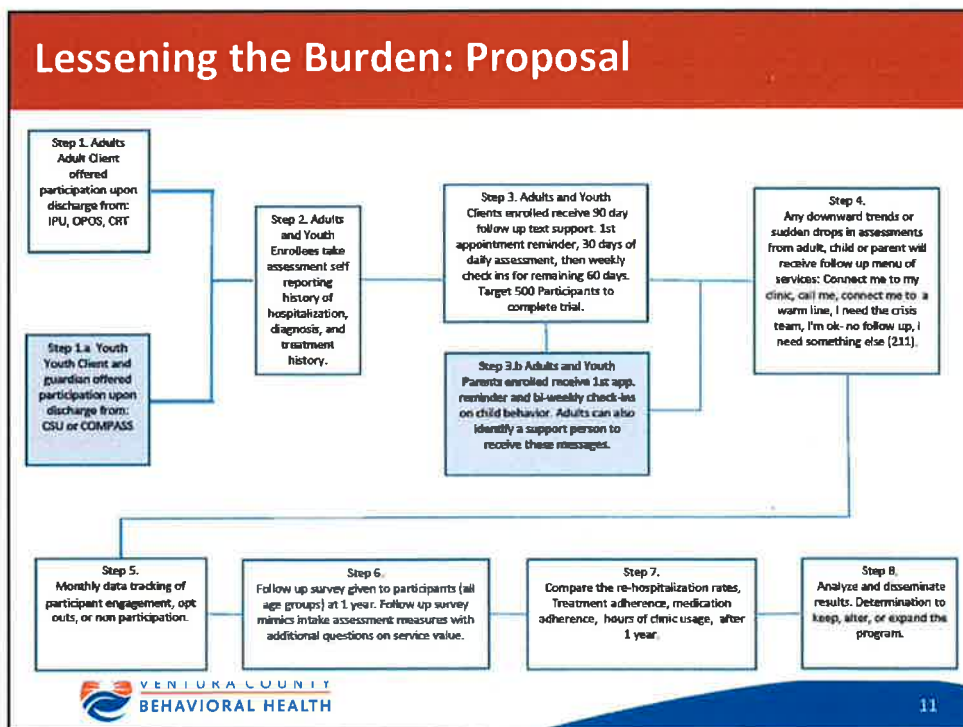 Lessening the Burden: Proposal
Step 1. Adults
Adult Client
offered
participation upon
discharge from:
IPU, OPOS, CRT
Step 1.a Youth
Youth Client and
guardian offered
participation upon
discharge from:
CSU or COMPASS
Step 2. Adults
and Youth
Enrollees take
assessment self
reporting
history of
hospitalization,
diagnosis, and
treatment
history.
Step 3. Adults and Youth
Clients enrolled receive 90 day
follow up text support. 1st
appointment reminder, 30 days of
daily assessment, then weekly
check ins for remaining 60 days.
Target 500 Participants to
complete trial.
Step 3.b Adults and Youth
Parents enrolled receive 1st app.
reminder and bi-weekly check-ins
on child behavior. Adults can also
identify a support person to
receive these messages.
Step 4.
Any downward trends or
sudden drops in assessments
from adult, child or parent will
receive follow up menu of
services: Connect me to my
clinic, call me, connect me to a
warm line, I need the crisis
team, I'm ok- no follow up, I
need something else (211).
Step 5.
Monthly data tracking of
participant engagement, opt
outs, or non participation.
Step 6.
Follow up survey given to participants (all
age groups) at 1 year. Follow up survey
mimics intake assessment measures with
additional questions on service value.
Step 7.
Compare the re-hospitalization rates,
Treatment adherence, medication
adherence, hours of clinic usage, after
1 year.
Step 8.
Analyze and disseminate
results. Determination to
keep, alter, or expand the
program.
VENTURA COUNTY
BEHAVIORAL HEALTH
11